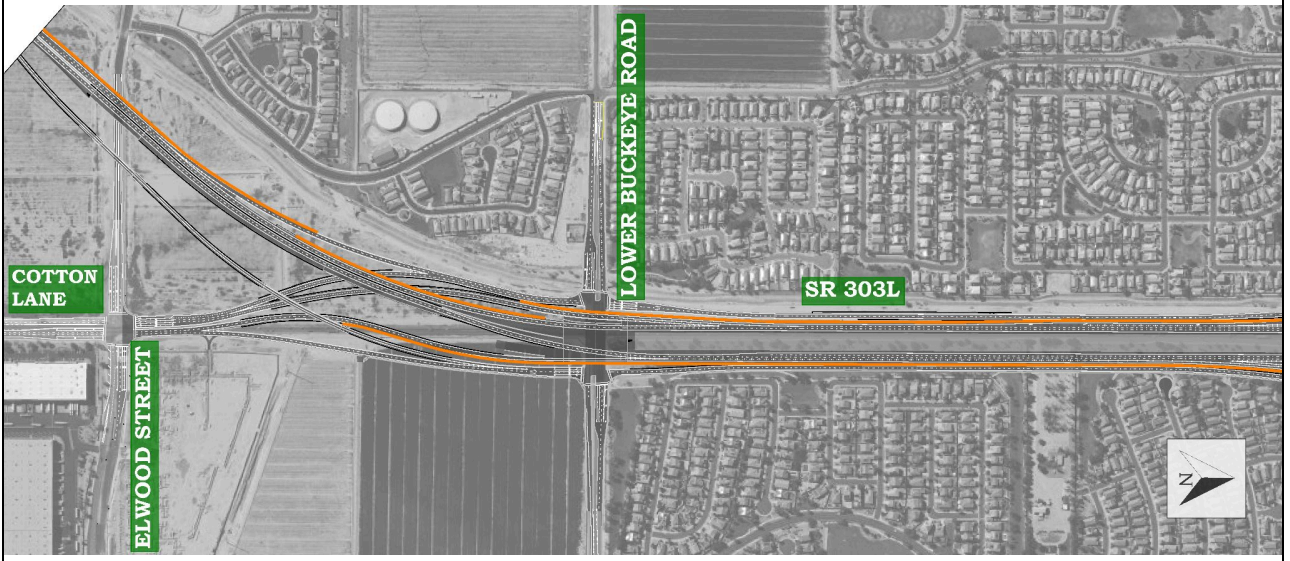 LOWER BUCKEYE ROAD
COTTON
LANE
SR 303L
ELWOOD STREET
N